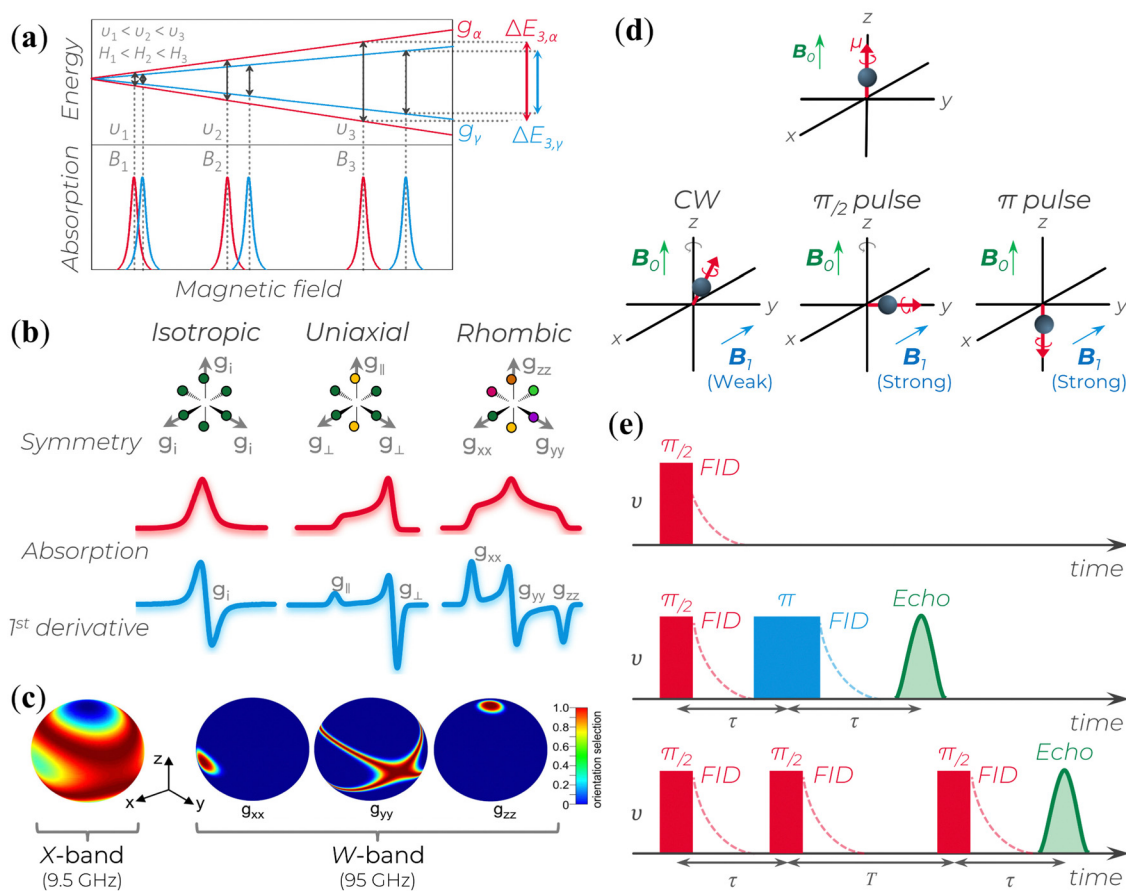 (a)
υ1 < υ2 < υ3
H1 < H2 < H3
Energy
gα
gγ
ΔE3,α
ΔE3,γ
υ1
υ2
υ3
B1
B2
B3
Absorption
Magnetic field
(b)
Isotropic
Uniaxial
Rhombic
gi
g∥
gzz
Symmetry
gi
gi
g⊥
g⊥
gxx
gyy
Absorption
gxx
gi
g∥
g⊥
gyy
gzz
1st derivative
(c)
z
x
y
gxx
gyy
gzz
1.0
0.8
0.6
0.4
0.2
0
orientation selection
X-band
(9.5 GHz)
W-band
(95 GHz)
(d)
z
B0
μ
y
x
CW
π/2 pulse
π pulse
z
z
z
B0
B0
B0
y
y
y
x
x
x
B1
(Weak)
B1
(Strong)
B1
(Strong)
(e)
π/2
FID
υ
time
π/2
FID
π
FID
Echo
υ
τ
τ
time
π/2
FID
π/2
FID
π/2
FID
Echo
υ
τ
T
τ
time